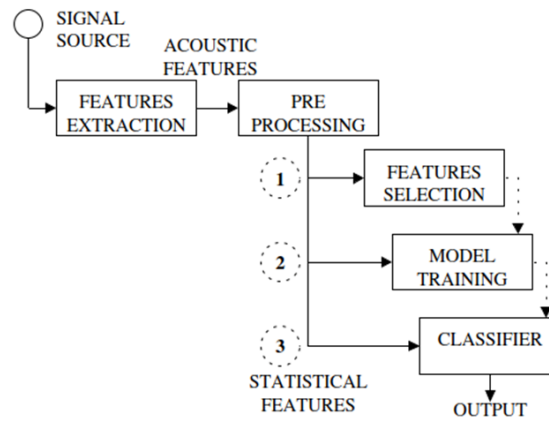 SIGNAL
SOURCE
ACOUSTIC
FEATURES
FEATURES
EXTRACTION
PRE
PROCESSING
1
FEATURES
SELECTION
2
MODEL
TRAINING
3
CLASSIFIER
STATISTICAL
FEATURES
OUTPUT